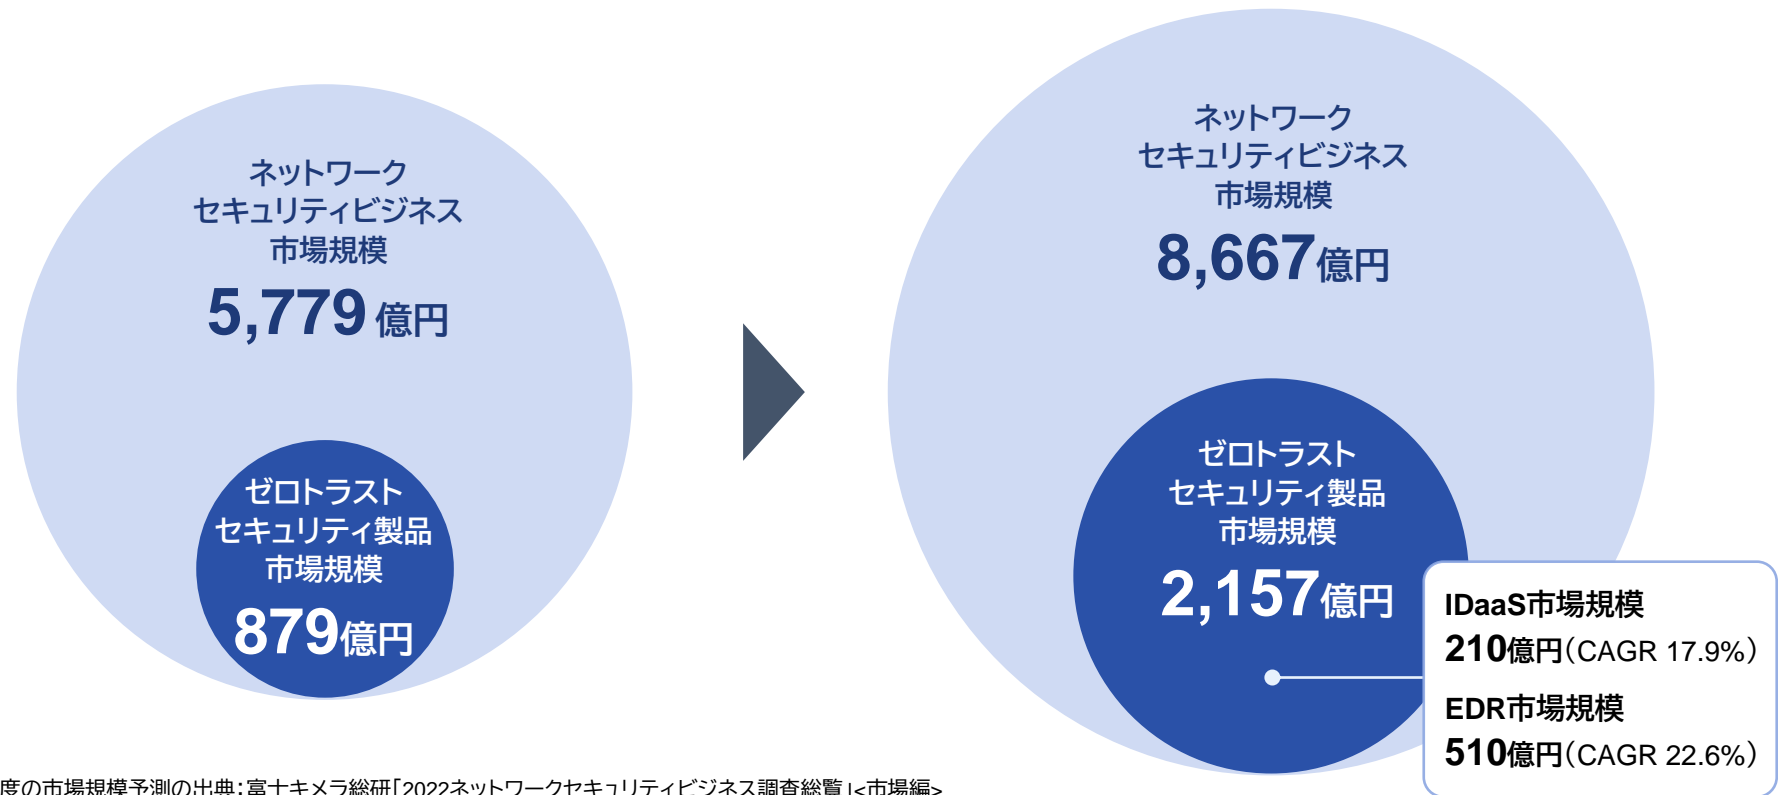 ネットワーク
セキュリティビジネス
市場規模
5,779億円
ゼロトラスト
セキュリティ製品
市場規模
879億円
ネットワーク
セキュリティビジネス
市場規模
8,667億円
ゼロトラスト
セキュリティ製品
市場規模
2,157億円
IDaaS市場規模
210億円(CAGR 17.9%)
EDR市場規模
510億円(CAGR 22.6%)
度の市場規模予測の出典:富士キメラ総研「2022ネットワークセキュリティビジネス調査総覧」<市場編>